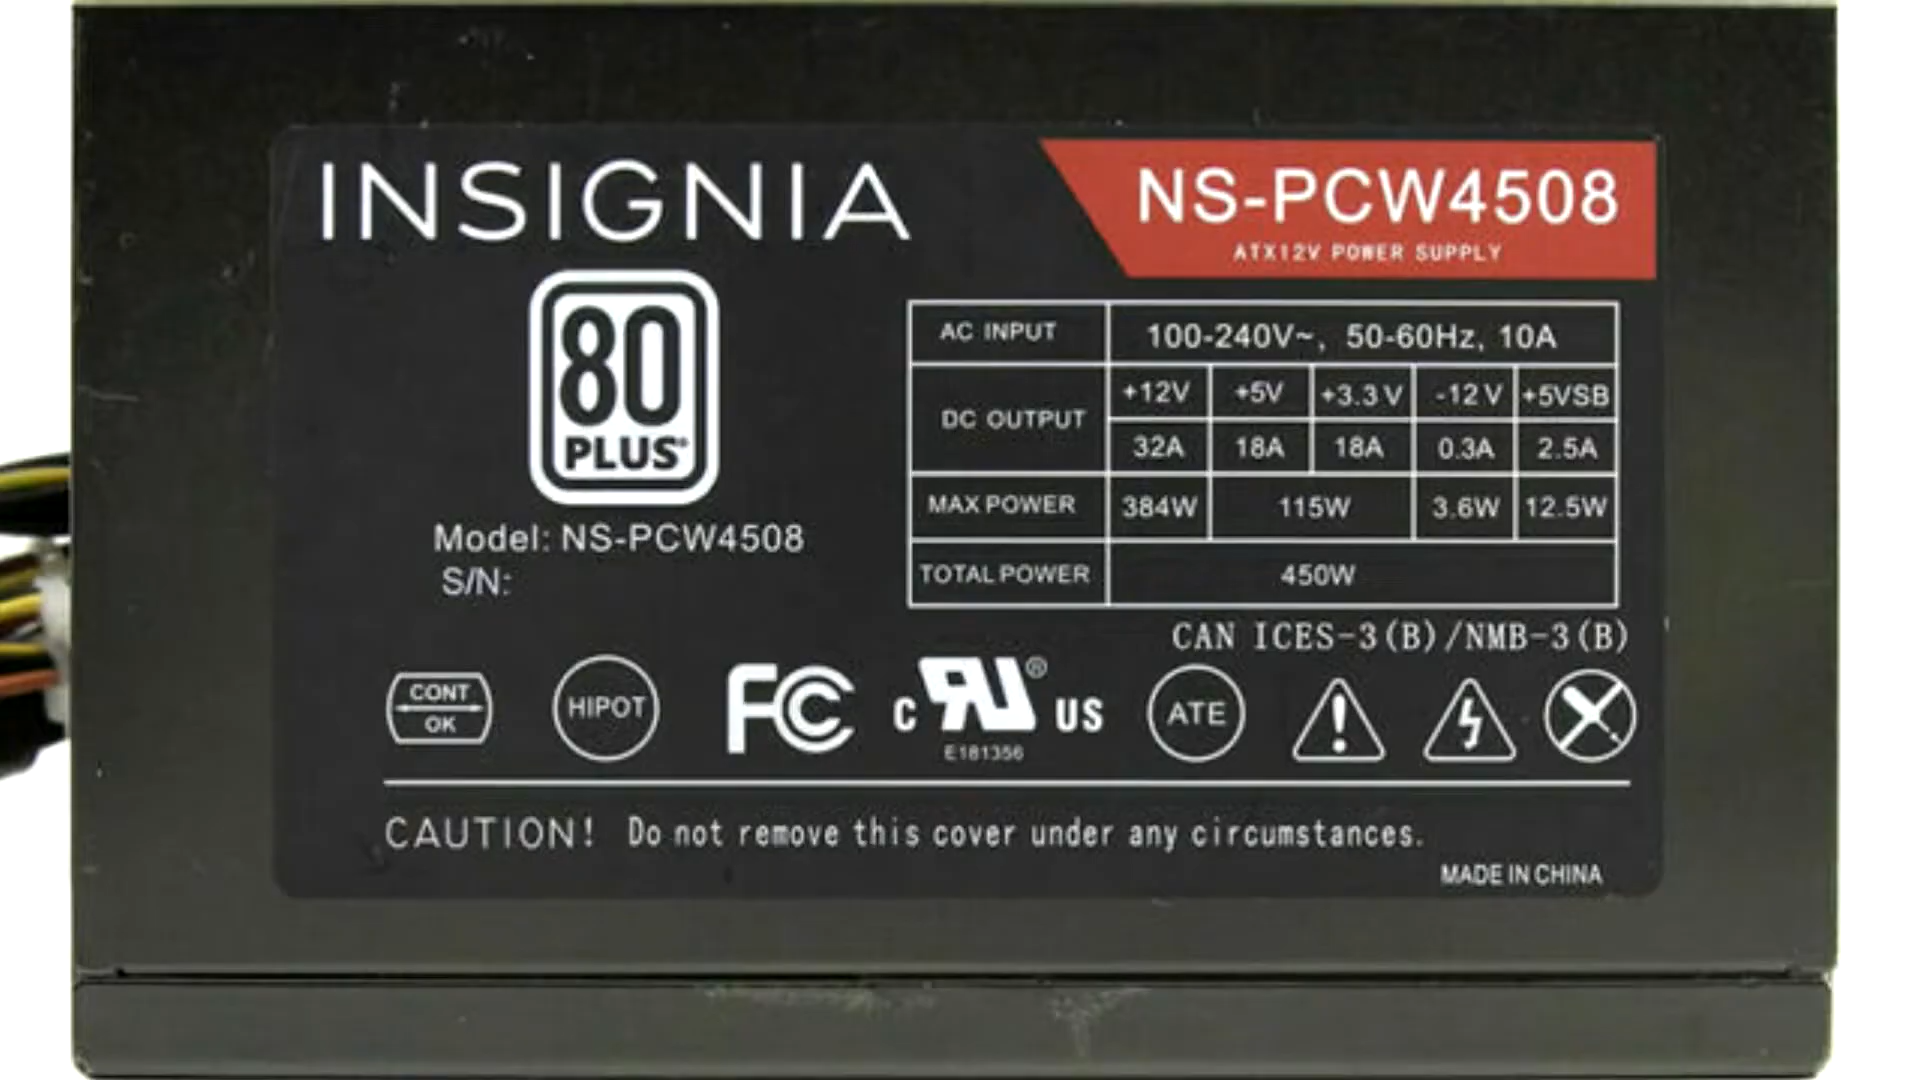 INSIGNIA
NS-PCW4508
ATX12V POWER SUPPLY
80
PLUS®
Model: NS-PCW4508
S/N:
AC INPUT 100-240V~, 50-60Hz, 10A
DC OUTPUT +12V +5V +3.3V -12V +5VSB
32A 18A 18A 0.3A 2.5A
MAX POWER 384W 115W 3.6W 12.5W
TOTAL POWER 450W
CAN ICES-3(B)/NMB-3(B)
CONT
OK
HIPOT
FC
c RU® US
E181356
ATE
CAUTION! Do not remove this cover under any circumstances.
MADE IN CHINA